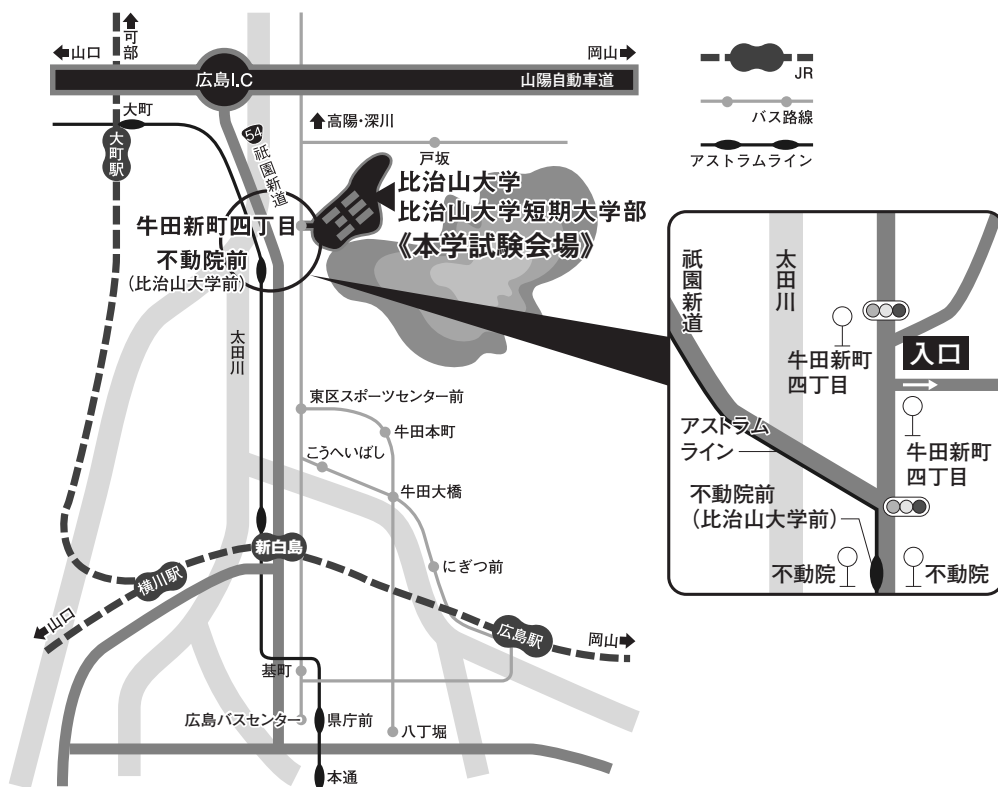 可部
山口
岡山
広島I.C
山陽自動車道
JR
バス路線
アストラムライン
大町
大町駅
54
祇園新道
高陽・深川
戸坂
比治山大学
比治山大学短期大学部
《本学試験会場》
牛田新町四丁目
不動院前
(比治山大学前)
太田川
東区スポーツセンター前
牛田本町
こうへいばし
牛田大橋
新白島
にぎつ前
横川駅
山口
広島駅
岡山
基町
広島バスセンター
県庁前
八丁堀
本通
祇園新道
太田川
牛田新町
四丁目
入口
アストラム
ライン
牛田新町
四丁目
不動院前
(比治山大学前)
不動院
不動院